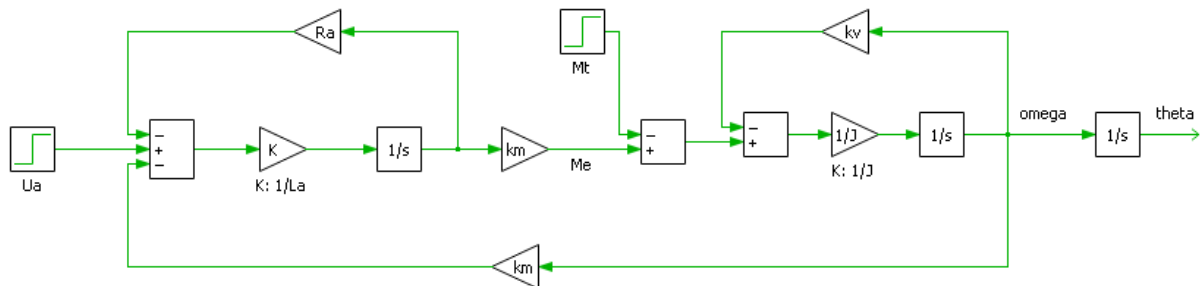 Ra
Mt
kv
−
+
−
Ua
K
K: 1/La
1/s
km
Me
−
+
−
+
1/J
K: 1/J
1/s
omega
1/s
theta
km